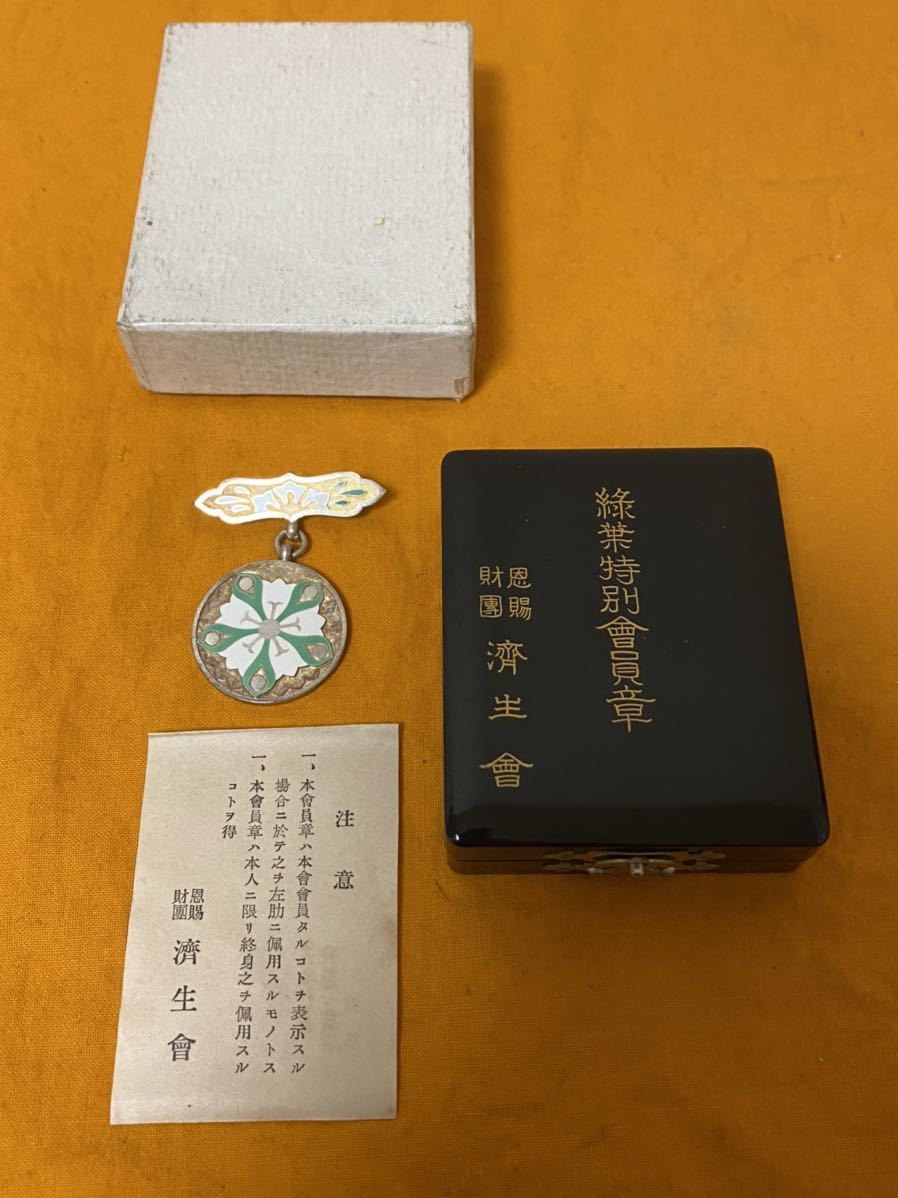 綠葉特別會員章
恩賜
財團
濟生會
注意
一、本會員章ハ本會會員タルコトヲ表示スル
場合ニ於テ之ヲ左肋ニ佩用スルモノトス
一、本會員章ハ本人ニ限リ終身之ヲ佩用スル
コトヲ得
恩賜
財團
濟生會